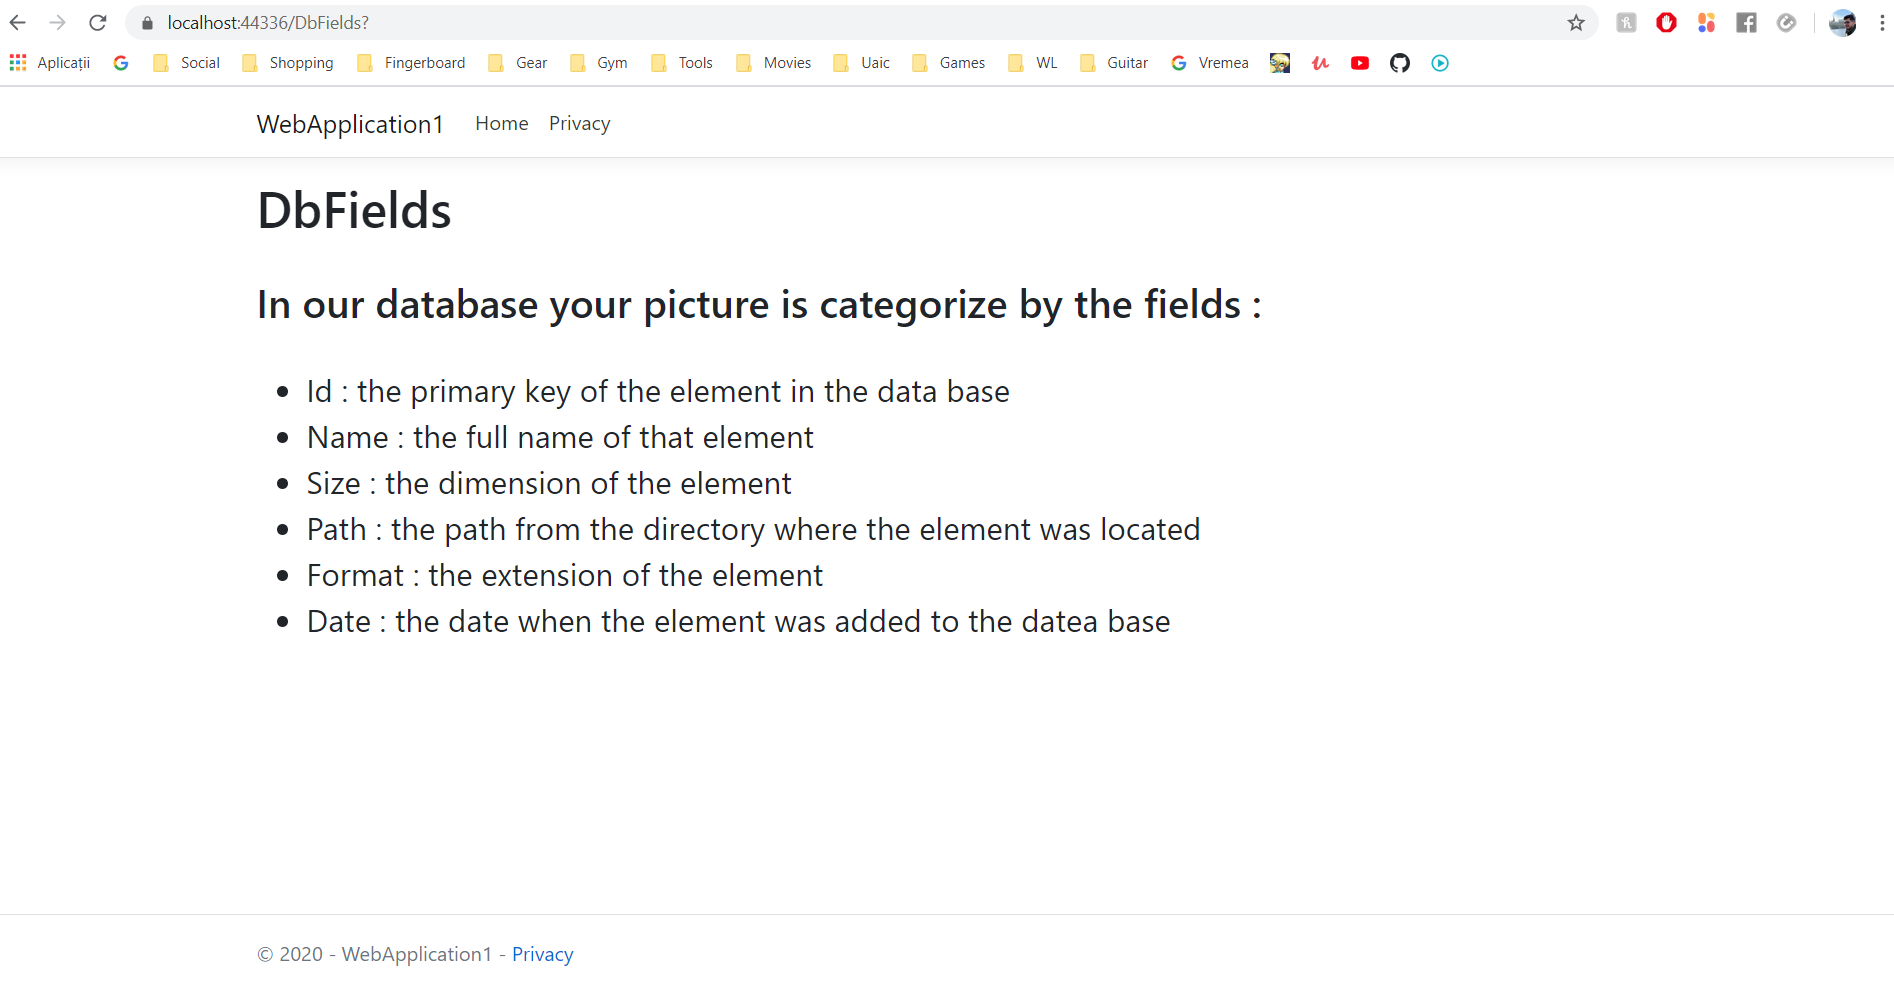 localhost:44336/DbFields?
Aplicații Social Shopping Fingerboard Gear Gym Tools Movies Uaic Games WL Guitar Vremea
WebApplication1 Home Privacy
DbFields
In our database your picture is categorize by the fields :
Id : the primary key of the element in the data base
Name : the full name of that element
Size : the dimension of the element
Path : the path from the directory where the element was located
Format : the extension of the element
Date : the date when the element was added to the datea base
© 2020 - WebApplication1 - Privacy